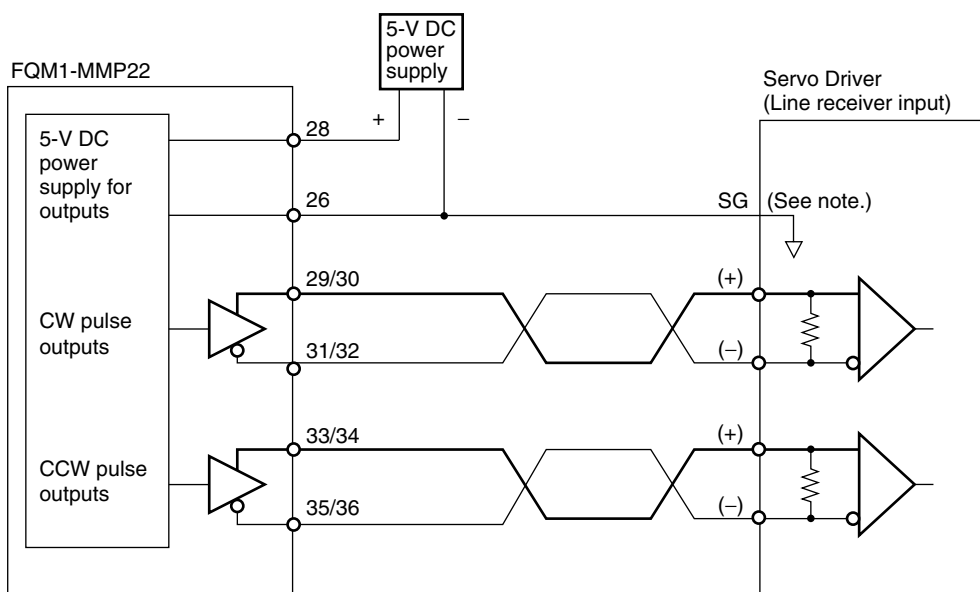 5-V DC
power
supply
FQM1-MMP22
Servo Driver
(Line receiver input)
+
−
28
5-V DC
power
supply for
outputs
26
SG
(See note.)
29/30
(+)
CW pulse
outputs
31/32
(−)
33/34
(+)
CCW pulse
outputs
35/36
(−)